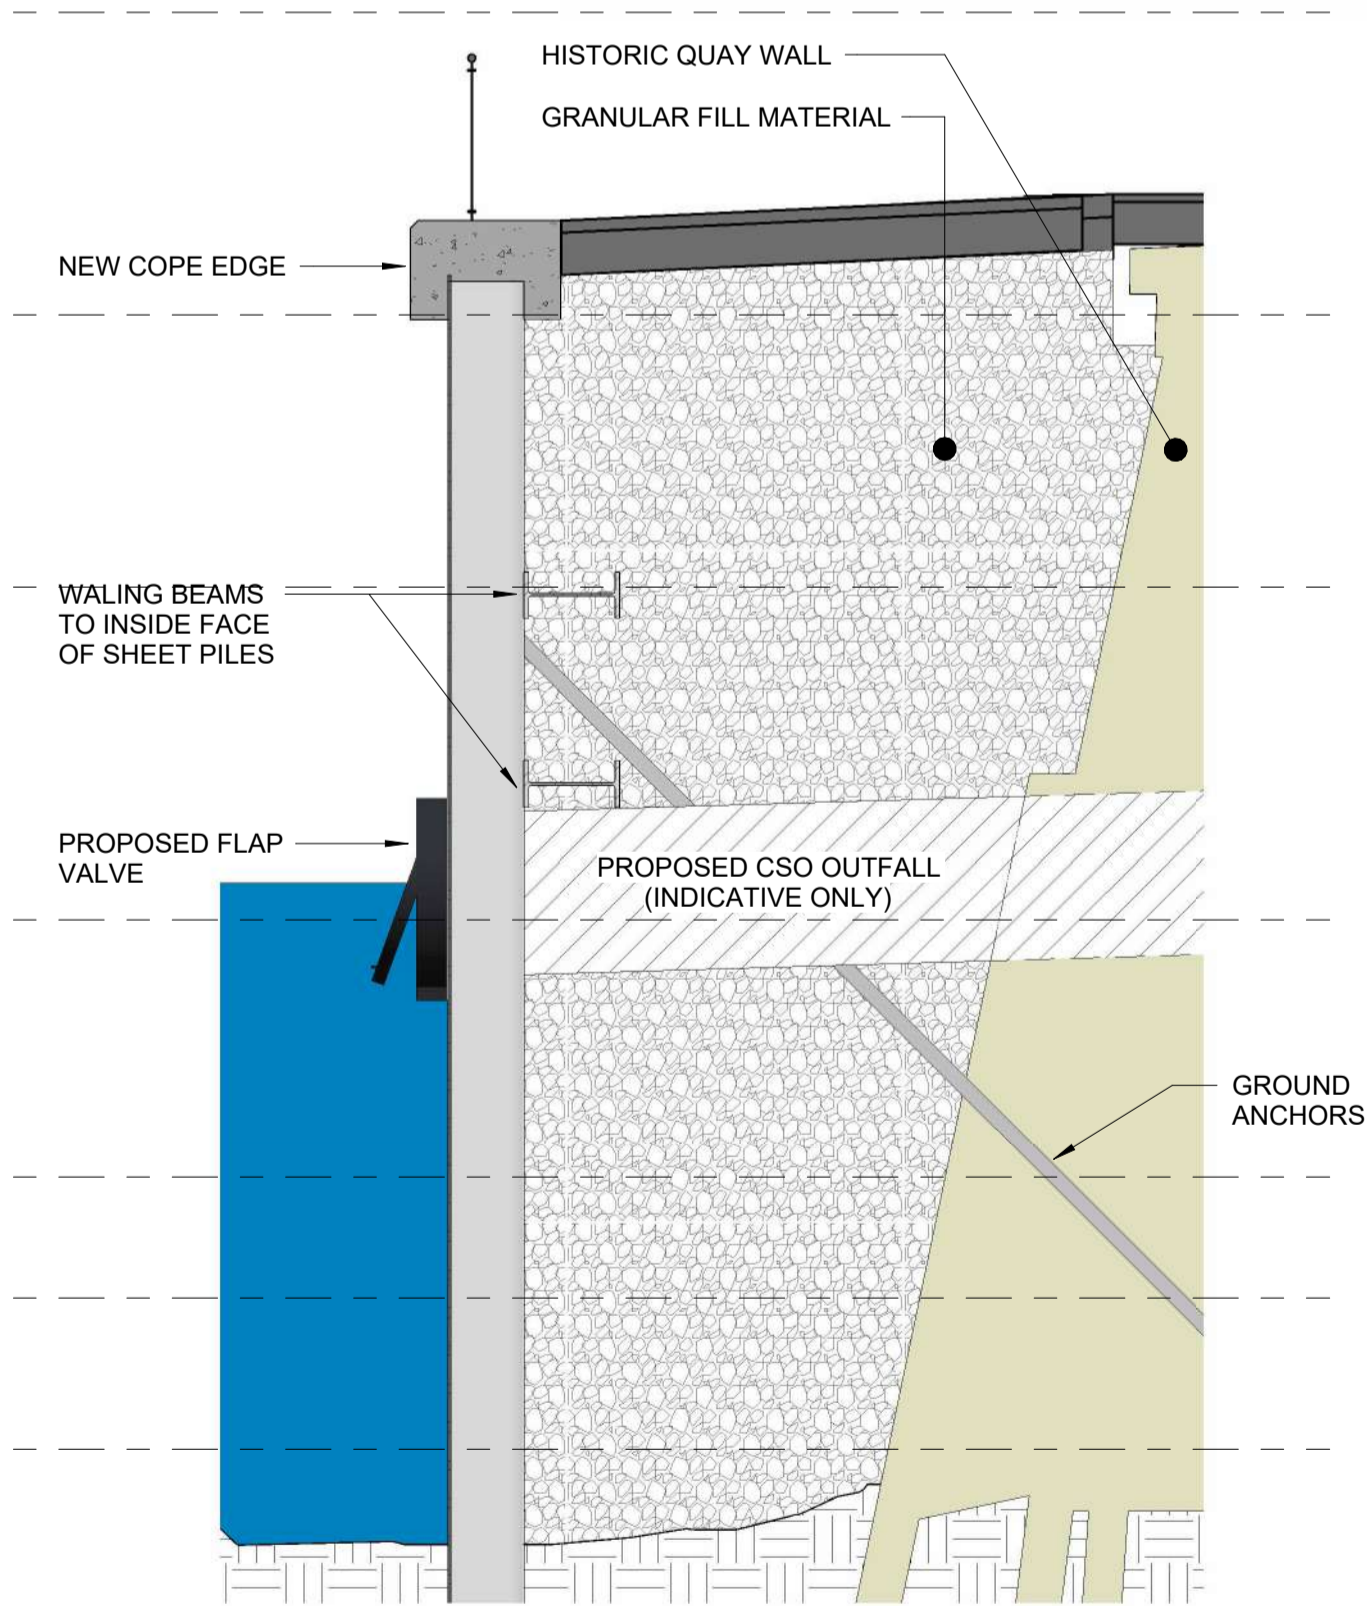 HISTORIC QUAY WALL
GRANULAR FILL MATERIAL
NEW COPE EDGE
WALING BEAMS
TO INSIDE FACE
OF SHEET PILES
PROPOSED FLAP
VALVE
PROPOSED CSO OUTFALL
(INDICATIVE ONLY)
GROUND
ANCHORS